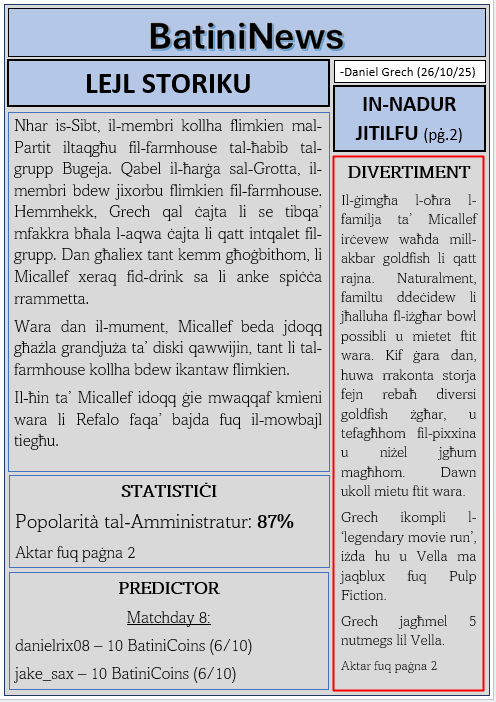 BatiniNews
LEJL STORIKU
Nhar is-Sibt, il-membri kollha flimkien mal-
Partit iltaqgħu fil-farmhouse tal-ħabib tal-
grupp Bugeja. Qabel il-ħarġa sal-Grotta, il-
membri bdew jixorbu flimkien fil-farmhouse.
Hemmhekk, Grech qal ċajta li se tibqa'
mfakkra bħala l-aqwa ċajta li qatt intqalet fil-
grupp. Dan għaliex tant kemm għoġbithom, li
Micallef xeraq fid-drink sa li anke spiċċa
rrammetta.
Wara dan il-mument, Micallef beda jdoqq
għażla grandjuża ta' diski qawwijin, tant li tal-
farmhouse kollha bdew ikantaw flimkien.
Il-ħin ta' Micallef idoqq ġie mwaqqaf kmieni
wara li Refalo faqa' bajda fuq il-mowbajl
tiegħu.
STATISTIĊI
Popolarità tal-Amministratur: 87%
Aktar fuq paġna 2
PREDICTOR
Matchday 8:
danielrix08 – 10 BatiniCoins (6/10)
jake_sax – 10 BatiniCoins (6/10)
-Daniel Grech (26/10/25)
IN-NADUR
JITILFU (pġ.2)
DIVERTIMENT
Il-ġimgħa l-oħra l-
familja ta' Micallef
irċevew waħda mill-
akbar goldfish li qatt
rajna. Naturalment,
familtu ddeċidew li
jħalluha fl-iżgħar bowl
possibli u mietet ftit
wara. Kif ġara dan,
huwa rrakonta storja
fejn rebaħ diversi
goldfish żgħar, u
tefagħhom fil-pixxina
u niżel jgħum
magħhom. Dawn
ukoll mietu ftit wara.
Grech ikompli l-
'legendary movie run',
iżda hu u Vella ma
jaqblux fuq Pulp
Fiction.
Grech jagħmel 5
nutmegs lil Vella.
Aktar fuq paġna 2